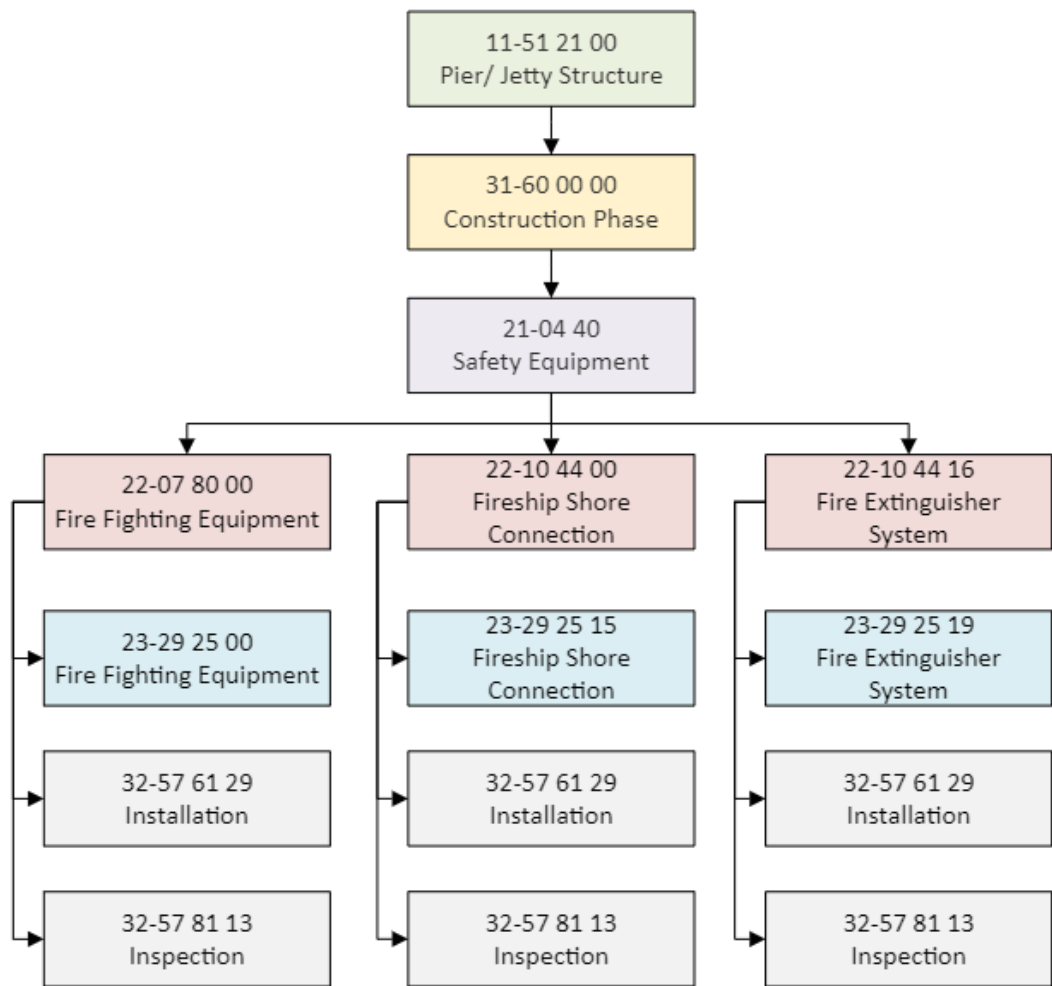 11-51 21 00
Pier/ Jetty Structure
31-60 00 00
Construction Phase
21-04 40
Safety Equipment
22-07 80 00
Fire Fighting Equipment
22-10 44 00
Fireship Shore
Connection
22-10 44 16
Fire Extinguisher
System
23-29 25 00
Fire Fighting Equipment
23-29 25 15
Fireship Shore
Connection
23-29 25 19
Fire Extinguisher
System
32-57 61 29
Installation
32-57 61 29
Installation
32-57 61 29
Installation
32-57 81 13
Inspection
32-57 81 13
Inspection
32-57 81 13
Inspection